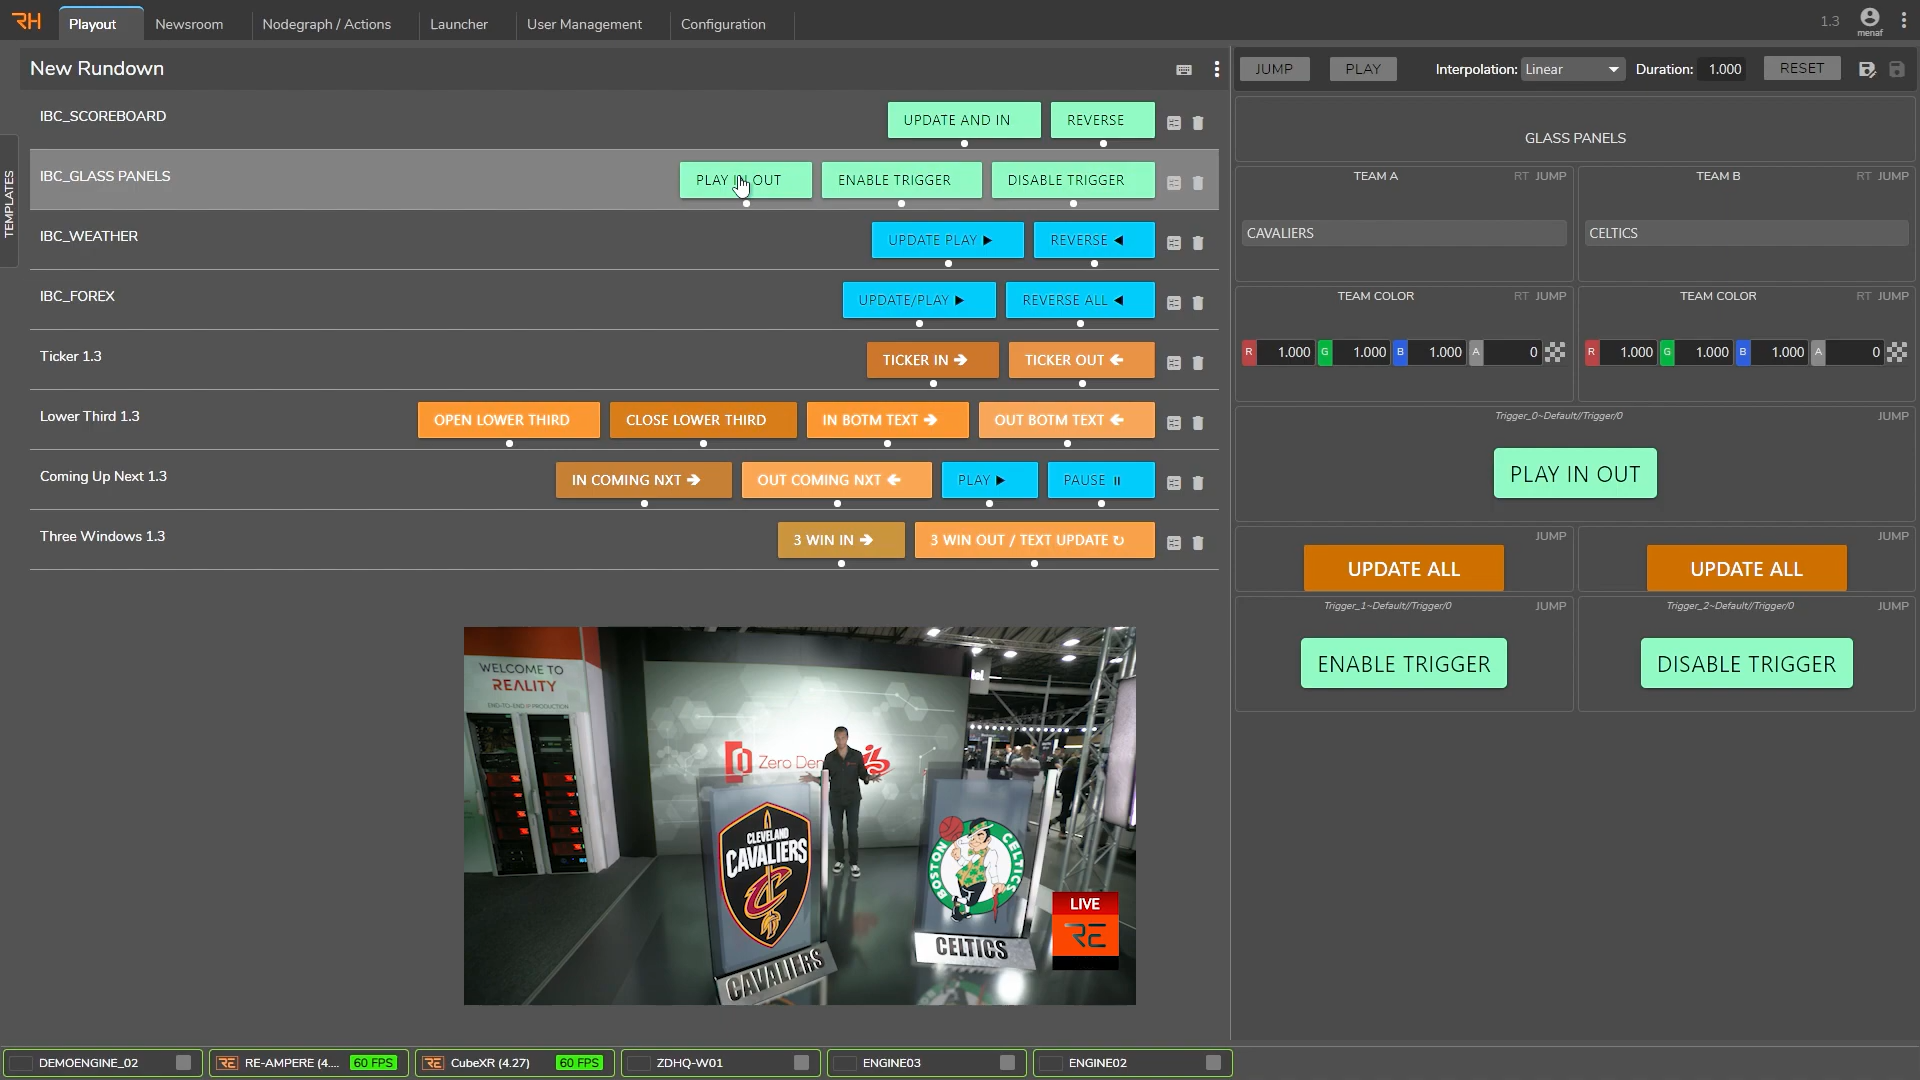 RH Playout Newsroom Nodegraph / Actions Launcher User Management Configuration 1.3 menaf
New Rundown
JUMP PLAY Interpolation: Linear Duration: 1.000 RESET
TEMPLATES
IBC_SCOREBOARD UPDATE AND IN REVERSE
IBC_GLASS PANELS PLAY IN OUT ENABLE TRIGGER DISABLE TRIGGER
IBC_WEATHER UPDATE PLAY REVERSE
IBC_FOREX UPDATE/PLAY REVERSE ALL
Ticker 1.3 TICKER IN TICKER OUT
Lower Third 1.3 OPEN LOWER THIRD CLOSE LOWER THIRD IN BOTM TEXT OUT BOTM TEXT
Coming Up Next 1.3 IN COMING NXT OUT COMING NXT PLAY PAUSE
Three Windows 1.3 3 WIN IN 3 WIN OUT / TEXT UPDATE
GLASS PANELS
TEAM A RT JUMP TEAM B RT JUMP
CAVALIERS CELTICS
TEAM COLOR RT JUMP TEAM COLOR RT JUMP
R 1.000 G 1.000 B 1.000 A 0 R 1.000 G 1.000 B 1.000 A 0
Trigger_0~Default//Trigger/0 JUMP
PLAY IN OUT
JUMP JUMP
UPDATE ALL UPDATE ALL
Trigger_1~Default//Trigger/0 JUMP Trigger_2~Default//Trigger/0 JUMP
ENABLE TRIGGER DISABLE TRIGGER
WELCOME TO
REALITY
END-TO-END IP PRODUCTION
Zero Den
CLEVELAND
CAVALIERS
C
BOSTON CELTICS
CAVALIERS
CELTICS
LIVE
RE
DEMOENGINE_02 RE RE-AMPERE (4.... 60 FPS RE CubeXR (4.27) 60 FPS ZDHQ-W01 ENGINE03 ENGINE02